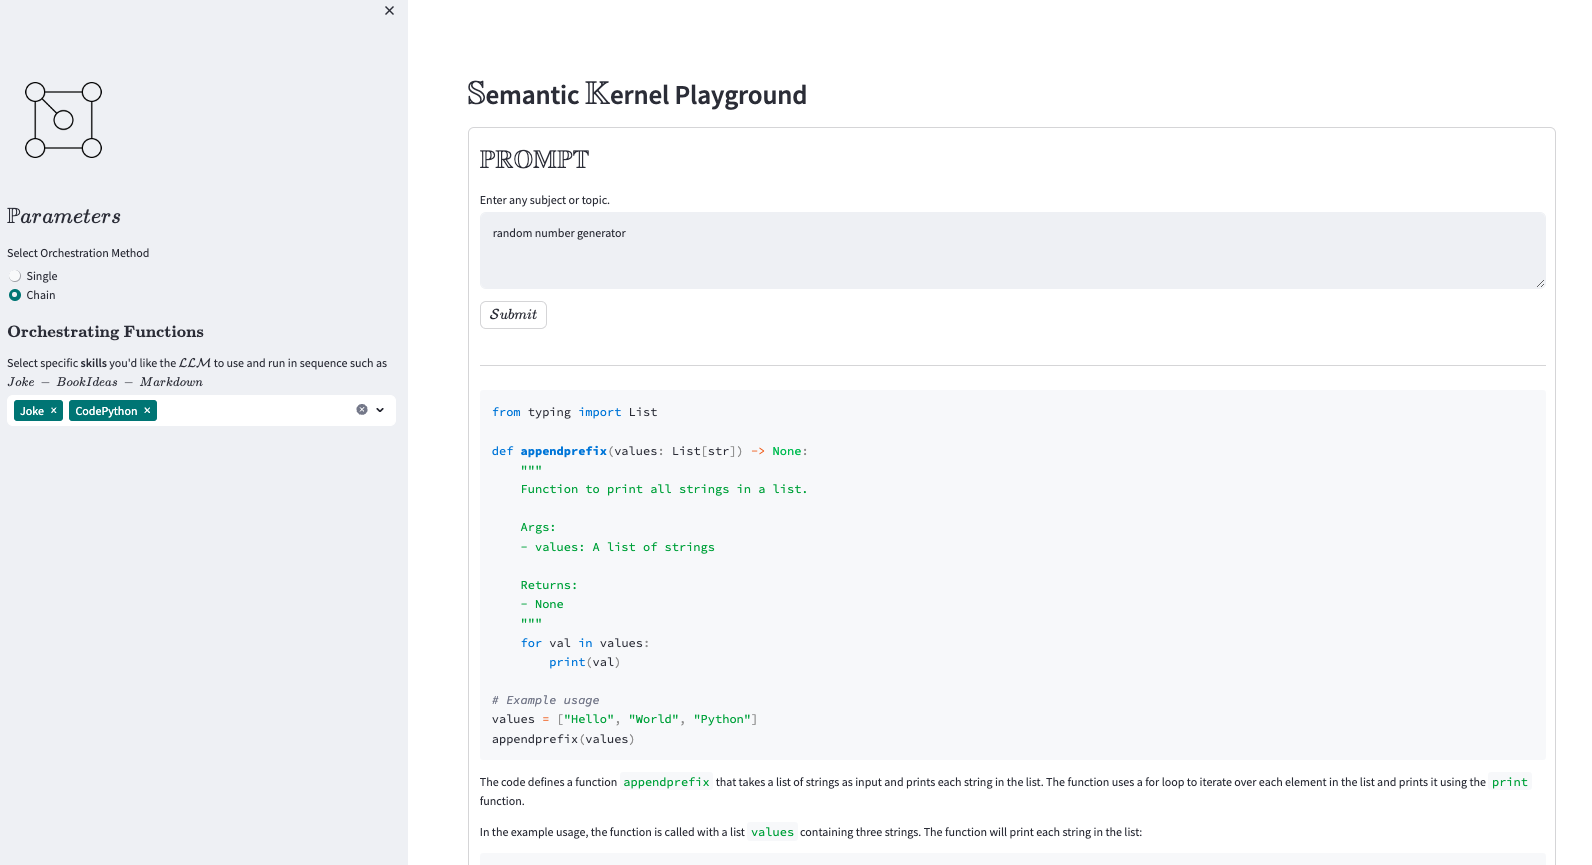 ×
ℙarameters
Select Orchestration Method
Single
Chain
Orchestrating Functions
Select specific skills you'd like the ℒℒℳ to use and run in sequence such as
Joke − BookIdeas − Markdown
Joke × CodePython ×
𝕊emantic 𝕂ernel Playground
ℙℝ𝕆𝕄ℙ𝕋
Enter any subject or topic.
random number generator
Submit
from typing import List
def appendprefix(values: List[str]) -> None:
    """
    Function to print all strings in a list.
    Args:
    - values: A list of strings
    Returns:
    - None
    """
    for val in values:
        print(val)
# Example usage
values = ["Hello", "World", "Python"]
appendprefix(values)
The code defines a function appendprefix that takes a list of strings as input and prints each string in the list. The function uses a for loop to iterate over each element in the list and prints it using the print
function.
In the example usage, the function is called with a list values containing three strings. The function will print each string in the list: